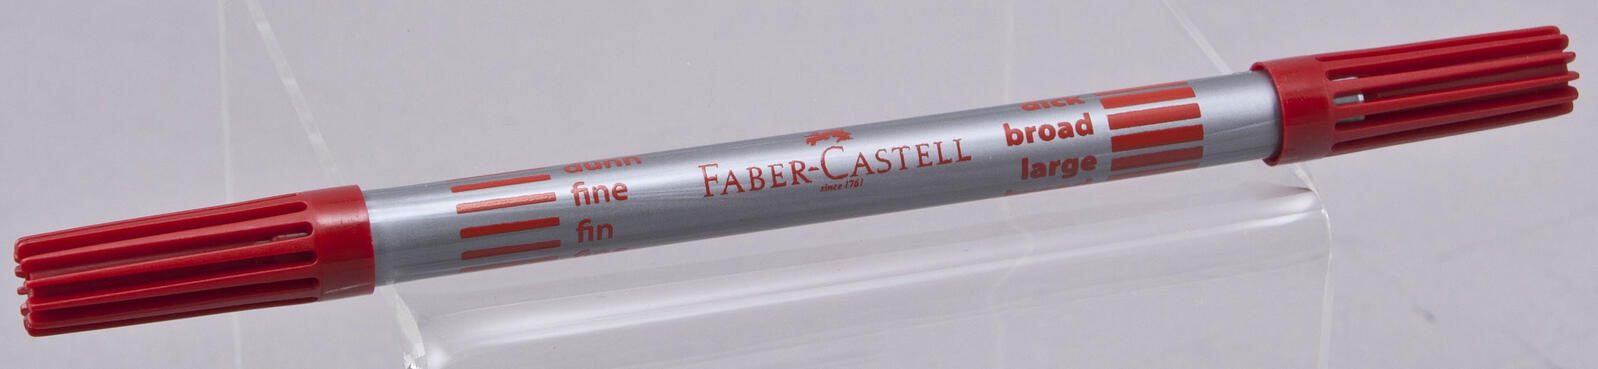 dünn
fine
fin
FABER-CASTELL
since 1761
dick
broad
large